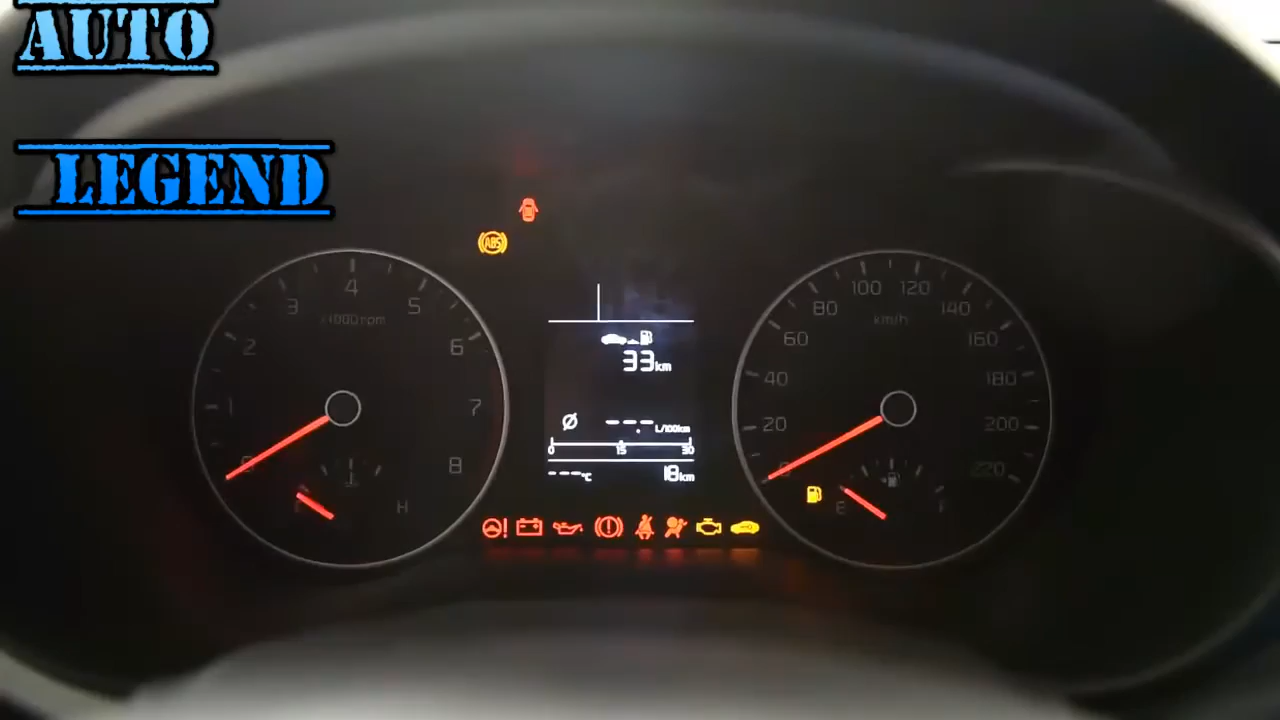 AUTO
LEGEND
ABS
4
3
5
x1000rpm
2
6
1
7
8
H
33km
--.- L/100km
0 15 30
---°C 18km
100 120
80 140
km/h
60 160
40 180
20 200
0 220
E F